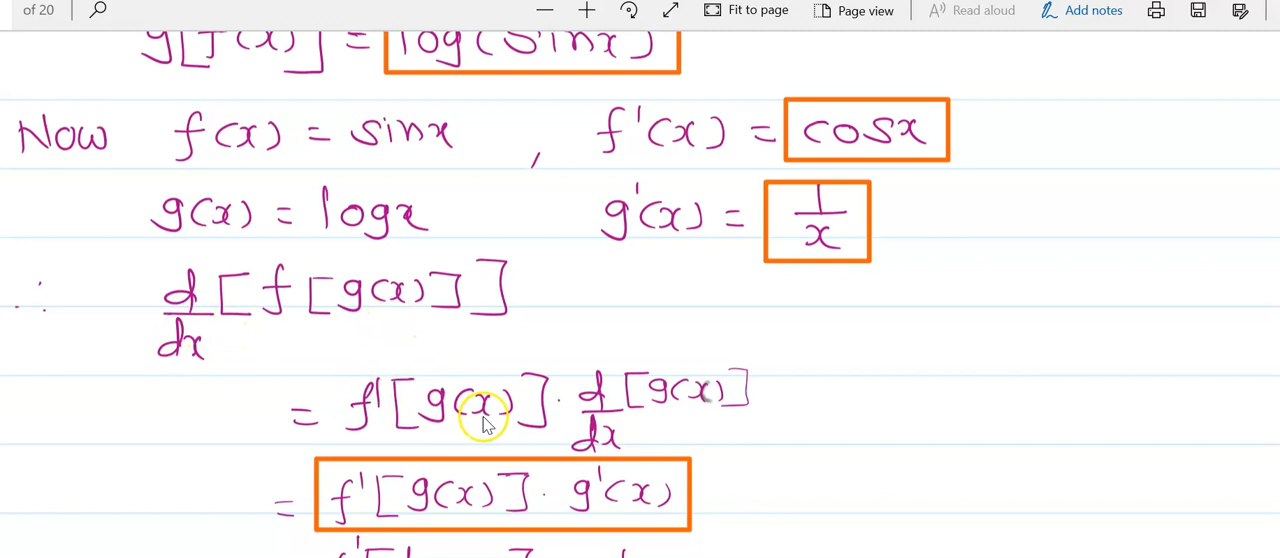 of 20 Fit to page Page view Read aloud Add notes
g[f(x)] = log(sinx)
Now f(x) = sinx , f'(x) = cosx
g(x) = logx g'(x) = 1/x
∴ d/dx [f[g(x)]]
= f'[g(x)] · d/dx [g(x)]
= f'[g(x)] · g'(x)